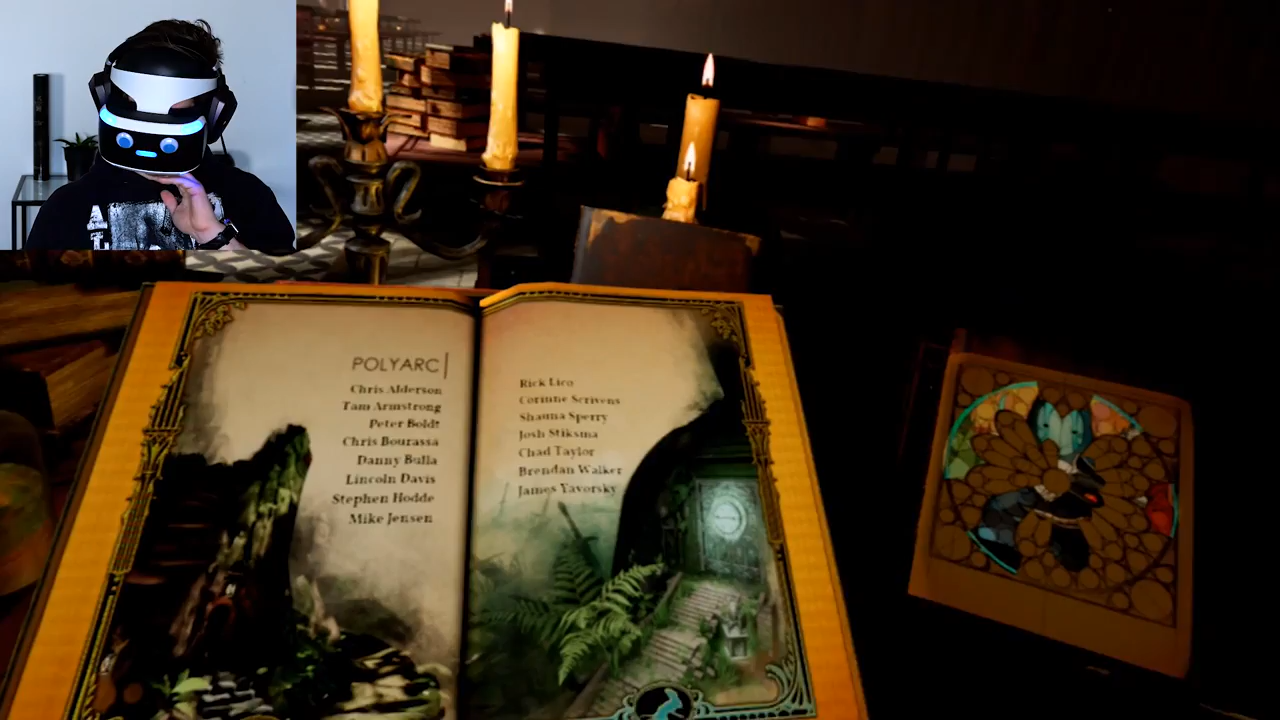 POLYARC
Chris Alderson
Tam Armstrong
Peter Boldt
Chris Bourassa
Danny Bulla
Lincoln Davis
Stephen Hodde
Mike Jensen
Rick Lico
Corinne Scrivens
Shauna Sperry
Josh Stiksma
Chad Taylor
Brendan Walker
James Yavorsky